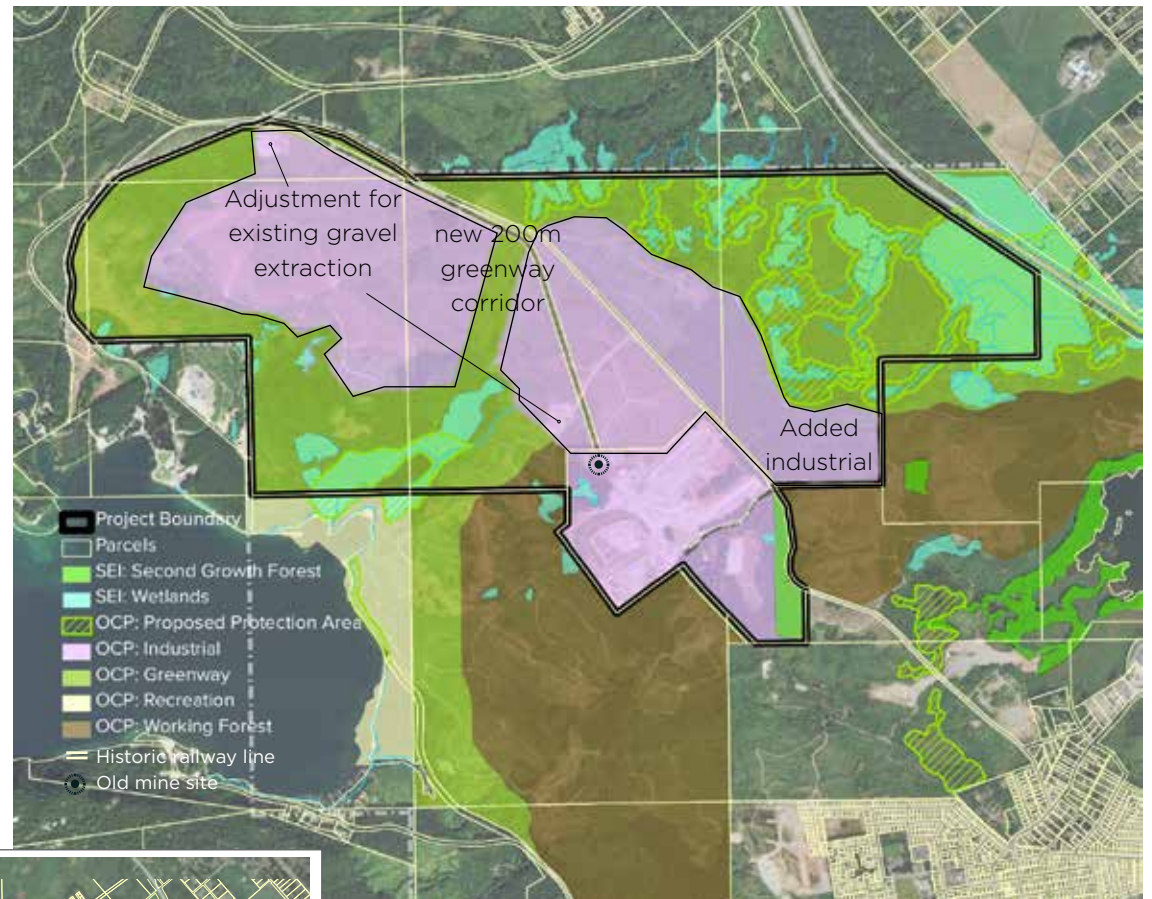 Adjustment for
existing gravel
extraction
new 200m
greenway
corridor
Added
industrial
Project Boundary
Parcels
SEI: Second Growth Forest
SEI: Wetlands
OCP: Proposed Protection Area
OCP: Industrial
OCP: Greenway
OCP: Recreation
OCP: Working Forest
Historic railway line
Old mine site